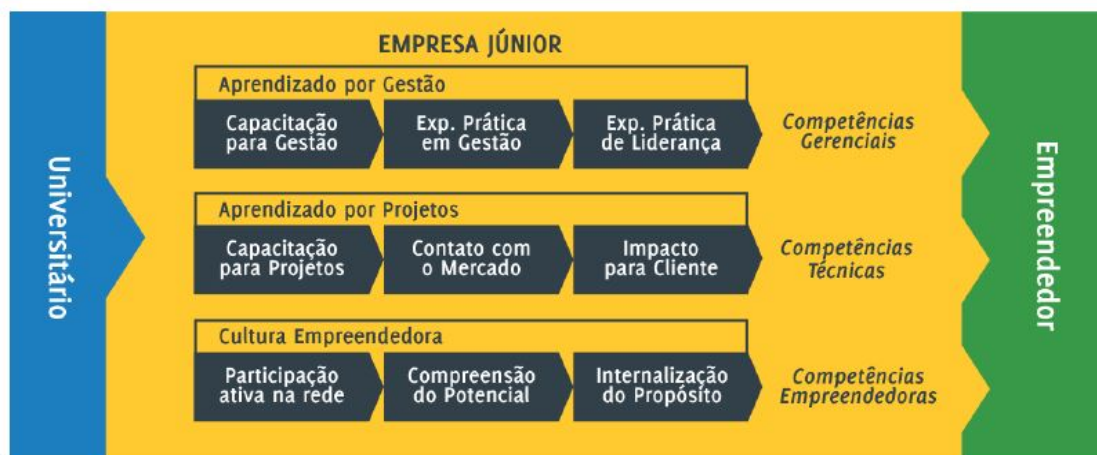 EMPRESA JÚNIOR
Universitário
Aprendizado por Gestão
Capacitação
para Gestão
Exp. Prática
em Gestão
Exp. Prática
de Liderança
Competências
Gerenciais
Aprendizado por Projetos
Capacitação
para Projetos
Contato com
o Mercado
Impacto
para Cliente
Competências
Técnicas
Cultura Empreendedora
Participação
ativa na rede
Compreensão
do Potencial
Internalização
do Propósito
Competências
Empreendedoras
Empreendedor